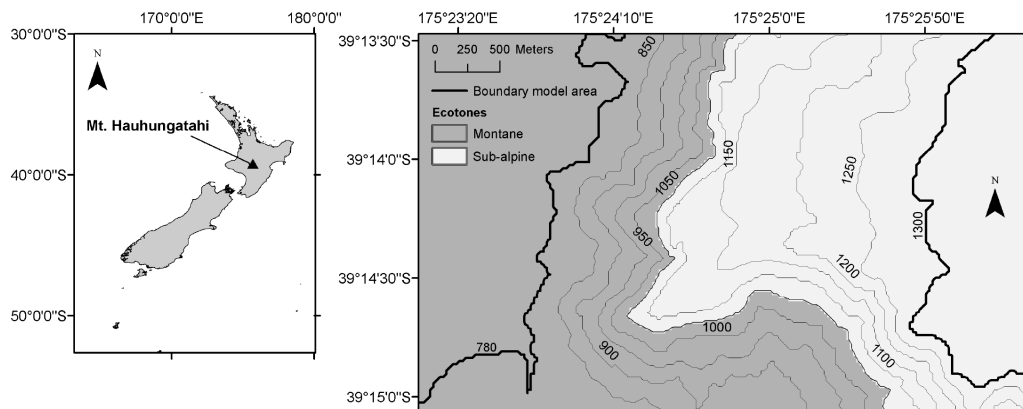 170°0'0"E
180°0'0"E
30°0'0"S
40°0'0"S
50°0'0"S
N
Mt. Hauhungatahi
175°23'20"E
175°24'10"E
175°25'0"E
175°25'50"E
39°13'30"S
39°14'0"S
39°14'30"S
39°15'0"S
0 250 500 Meters
Boundary model area
Ecotones
Montane
Sub-alpine
850
1150
1050
1250
950
1300
1200
1000
900
1100
780
N